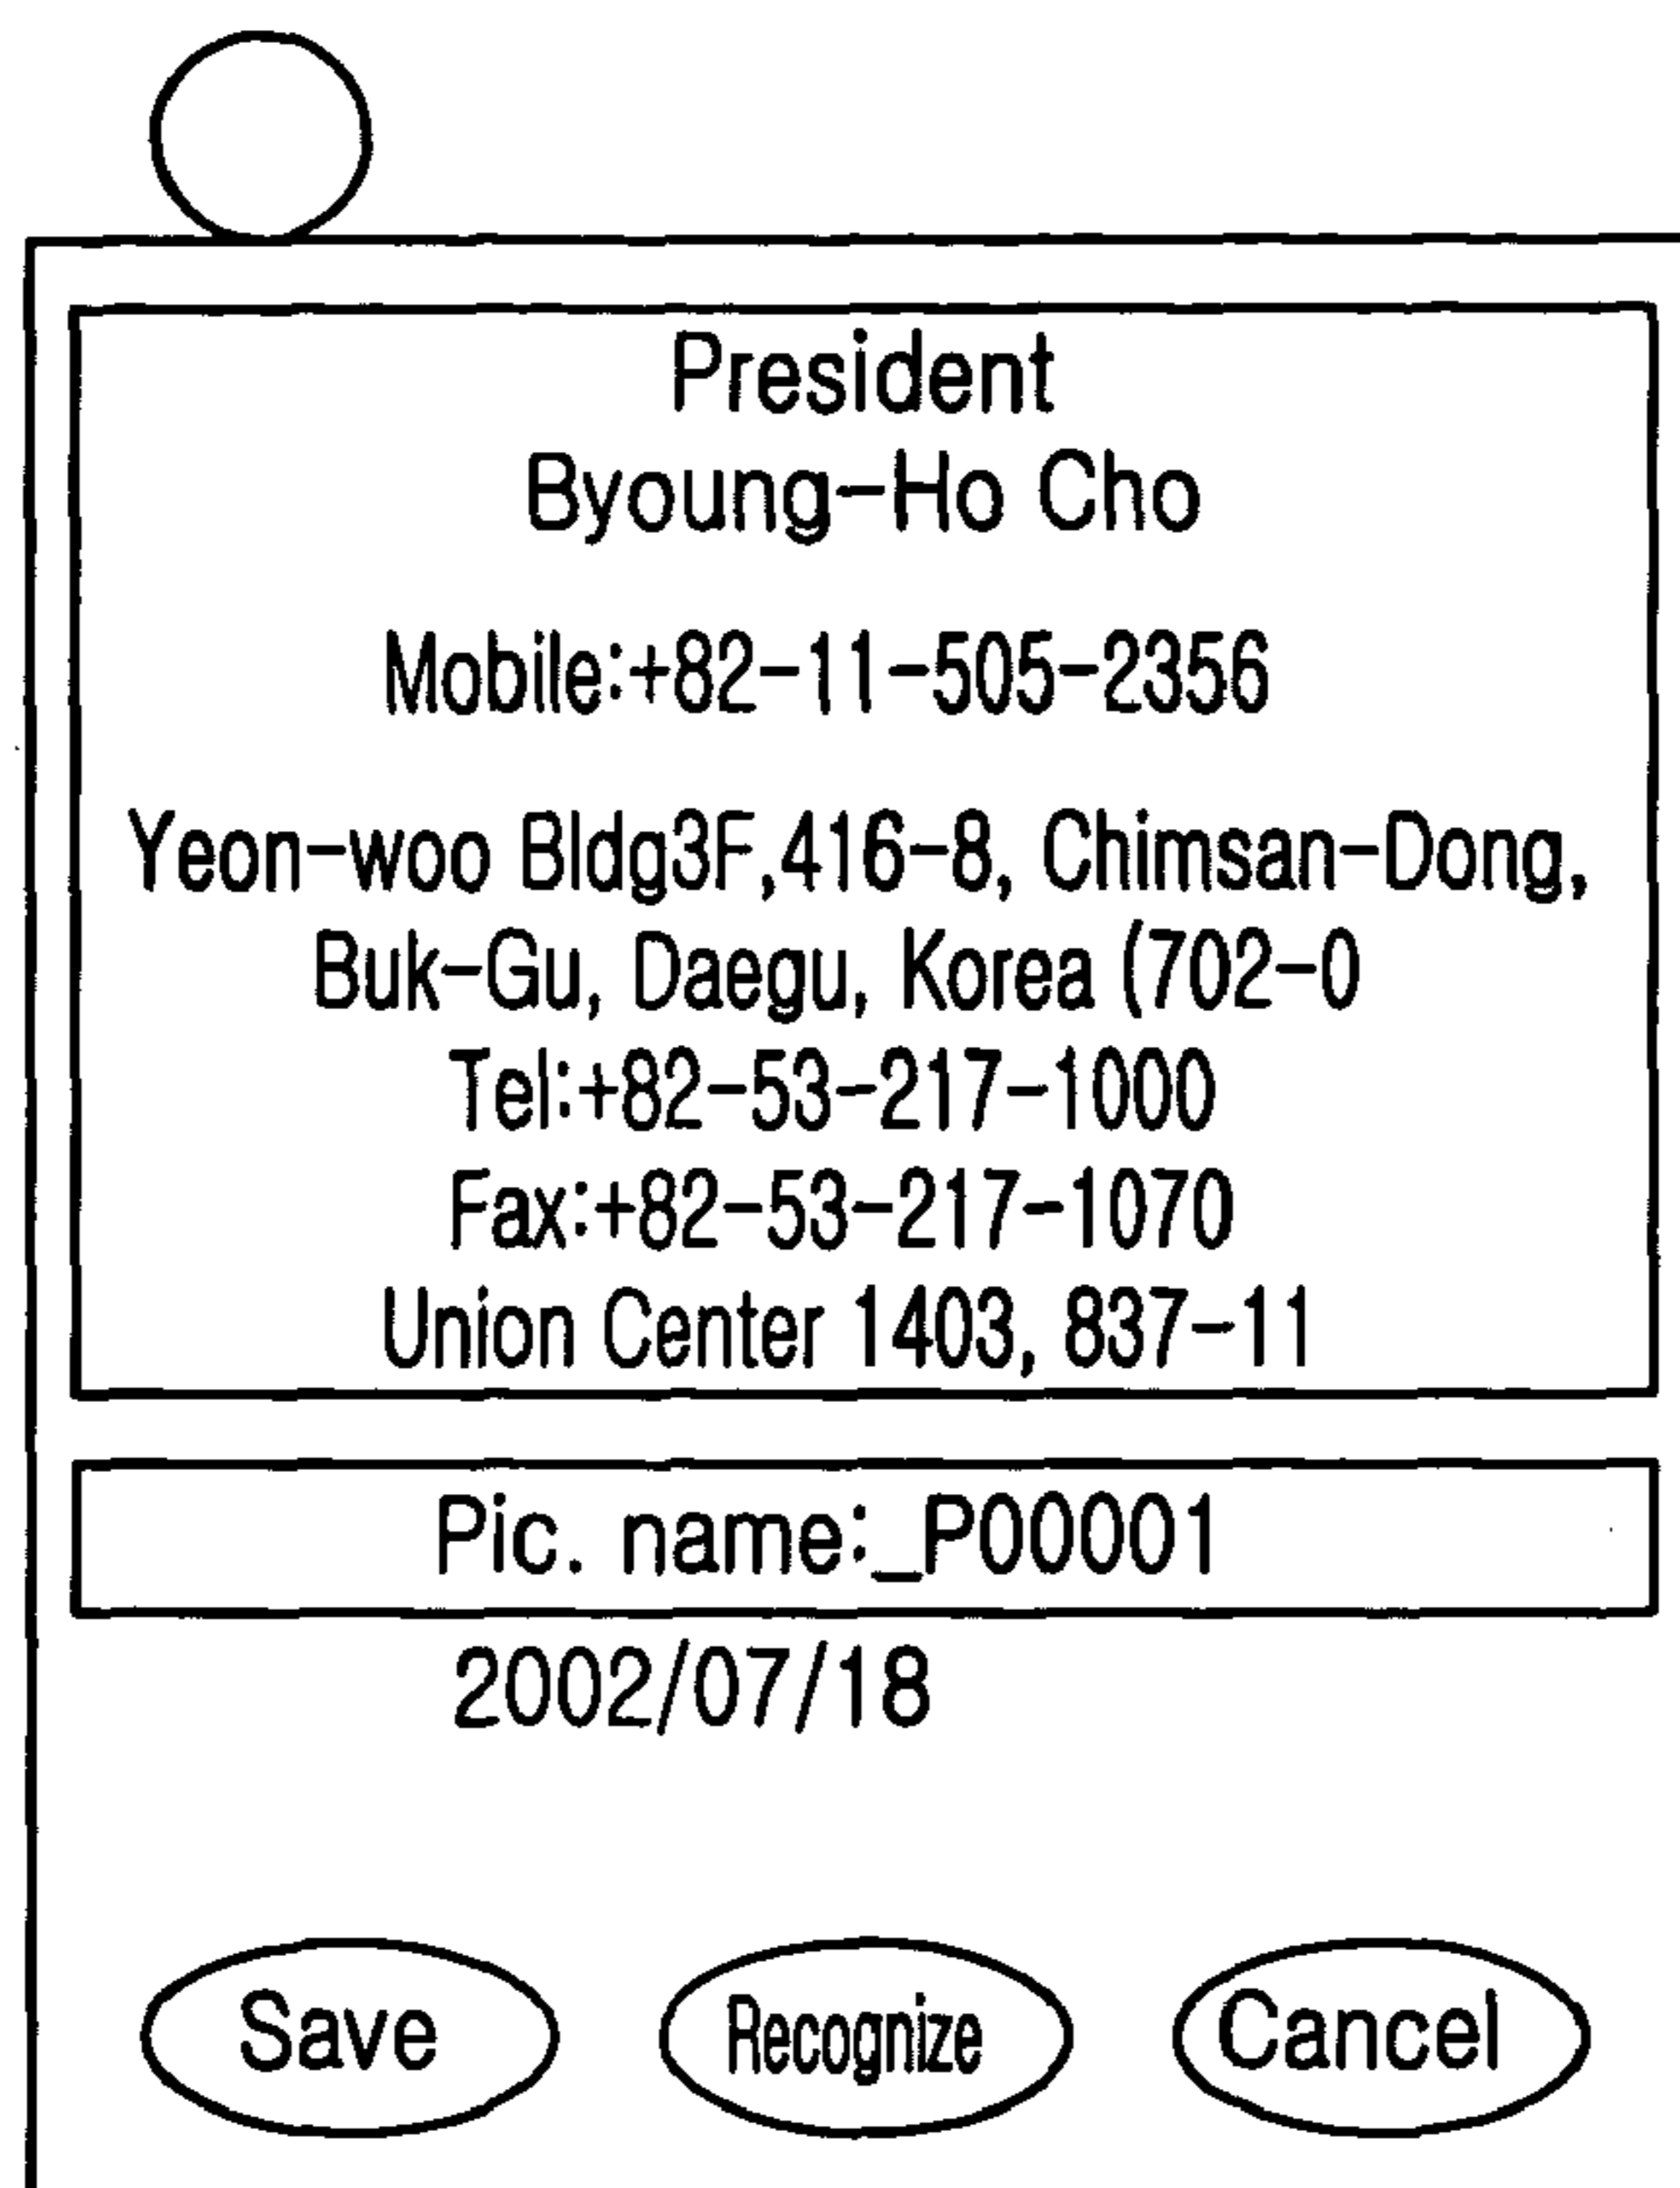 President
Byoung-Ho Cho
Mobile:+82-11-505-2356
Yeon-woo Bldg3F,416-8, Chimsan-Dong,
Buk-Gu, Daegu, Korea (702-0
Tel:+82-53-217-1000
Fax:+82-53-217-1070
Union Center 1403, 837-11
Pic. name:_P00001
2002/07/18
Save Recognize Cancel